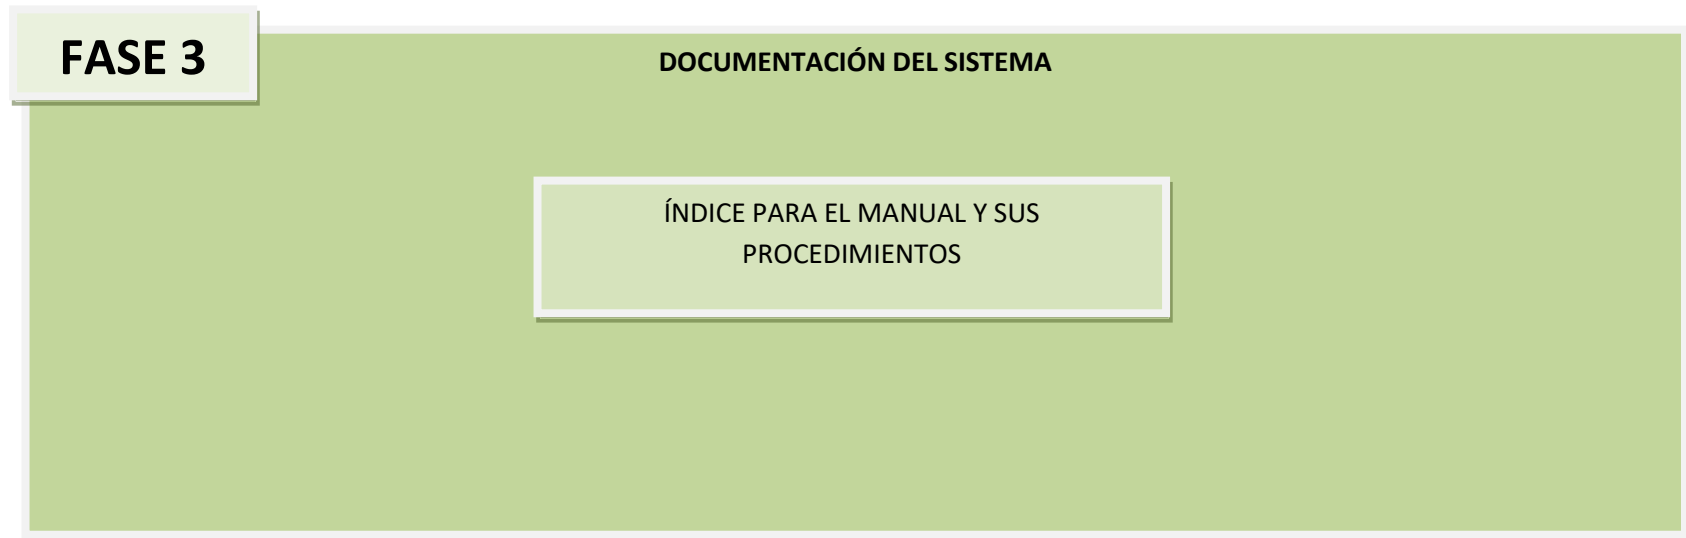 FASE 3
DOCUMENTACIÓN DEL SISTEMA
ÍNDICE PARA EL MANUAL Y SUS
PROCEDIMIENTOS